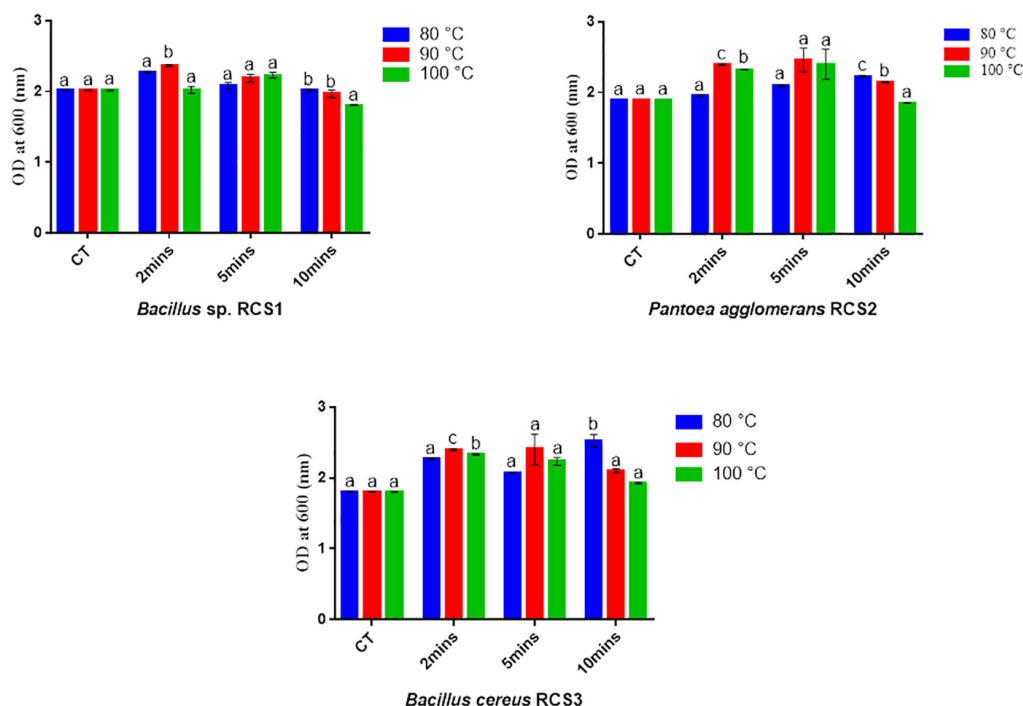 3
2
1
0
OD at 600 (nm)
a a a
a b a
a a a
b b a
CT
2mins
5mins
10mins
Bacillus sp. RCS1
80 °C
90 °C
100 °C
3
2
1
0
OD at 600 (nm)
a a a
a c b
a a a
c b a
CT
2mins
5mins
10mins
Pantoea agglomerans RCS2
80 °C
90 °C
100 °C
3
2
1
0
OD at 600 (nm)
a a a
a c b
a a a
b a a
CT
2mins
5mins
10mins
Bacillus cereus RCS3
80 °C
90 °C
100 °C